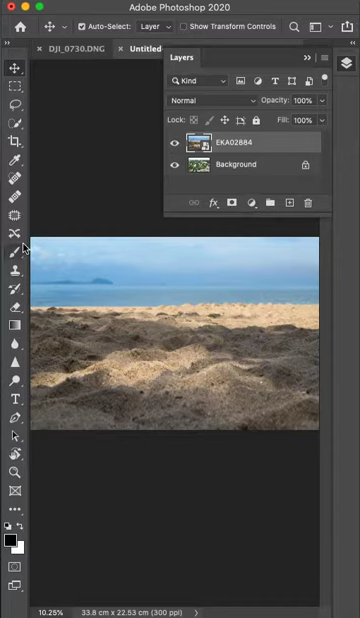 Adobe Photoshop 2020
Auto-Select: Layer Show Transform Controls
× DJI_0730.DNG × Untitled
Layers
Kind
Normal Opacity: 100%
Lock: Fill: 100%
EKA02884
Background
fx
10.25% 33.8 cm x 22.53 cm (300 ppi)